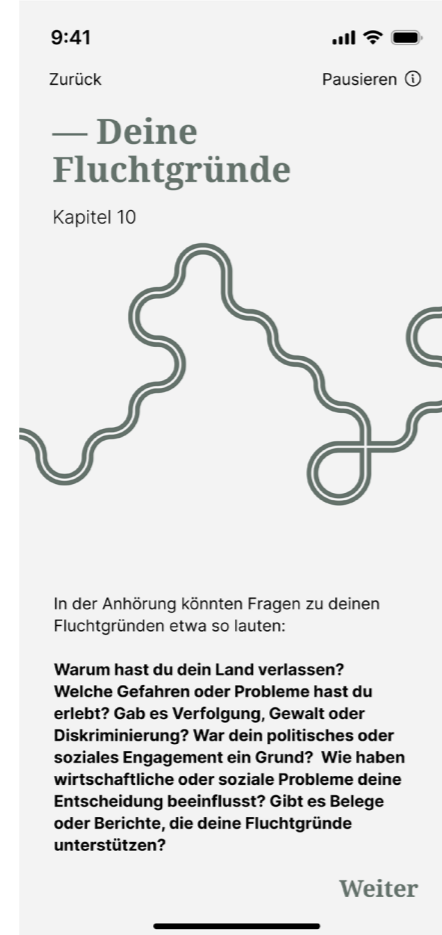 9:41
Zurück
Pausieren
— Deine
Fluchtgründe
Kapitel 10
In der Anhörung könnten Fragen zu deinen
Fluchtgründen etwa so lauten:
Warum hast du dein Land verlassen?
Welche Gefahren oder Probleme hast du
erlebt? Gab es Verfolgung, Gewalt oder
Diskriminierung? War dein politisches oder
soziales Engagement ein Grund?  Wie haben
wirtschaftliche oder soziale Probleme deine
Entscheidung beeinflusst? Gibt es Belege
oder Berichte, die deine Fluchtgründe
unterstützen?
Weiter